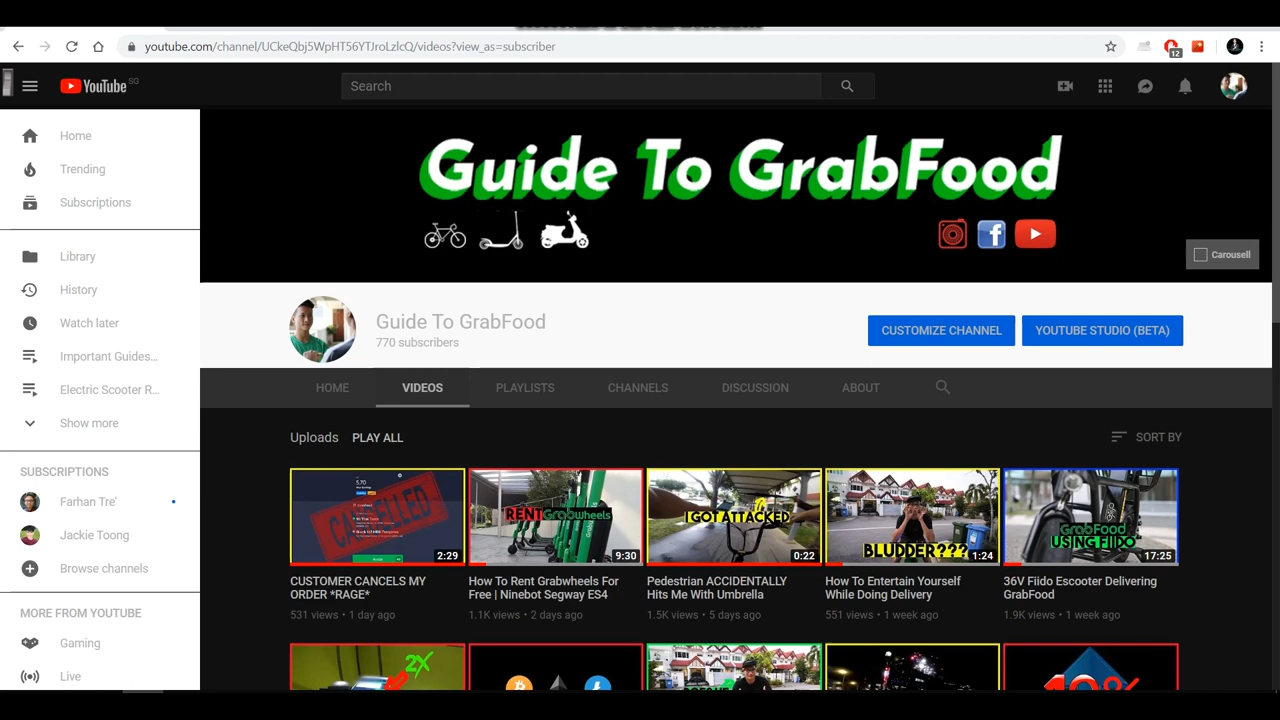 youtube.com/channel/UCkeQbj5WpHT56YTJroLzlcQ/videos?view_as=subscriber
12
YouTube SG
Search
Home
Trending
Subscriptions
Library
History
Watch later
Important Guides...
Electric Scooter R...
Show more
SUBSCRIPTIONS
Farhan Tre'
Jackie Toong
Browse channels
MORE FROM YOUTUBE
Gaming
Live
Guide To GrabFood
Carousell
Guide To GrabFood
770 subscribers
CUSTOMIZE CHANNEL
YOUTUBE STUDIO (BETA)
HOME VIDEOS PLAYLISTS CHANNELS DISCUSSION ABOUT
Uploads PLAY ALL
SORT BY
5.70
CANCELLED
2:29
CUSTOMER CANCELS MY
ORDER *RAGE*
531 views • 1 day ago
RENT Grabwheels
9:30
How To Rent Grabwheels For
Free | Ninebot Segway ES4
1.1K views • 2 days ago
I GOT ATTACKED
0:22
Pedestrian ACCIDENTALLY
Hits Me With Umbrella
1.5K views • 5 days ago
BLUDDER???
1:24
How To Entertain Yourself
While Doing Delivery
551 views • 1 week ago
GrabFood
USING FIIDO
17:25
36V Fiido Escooter Delivering
GrabFood
1.9K views • 1 week ago
2X
10%